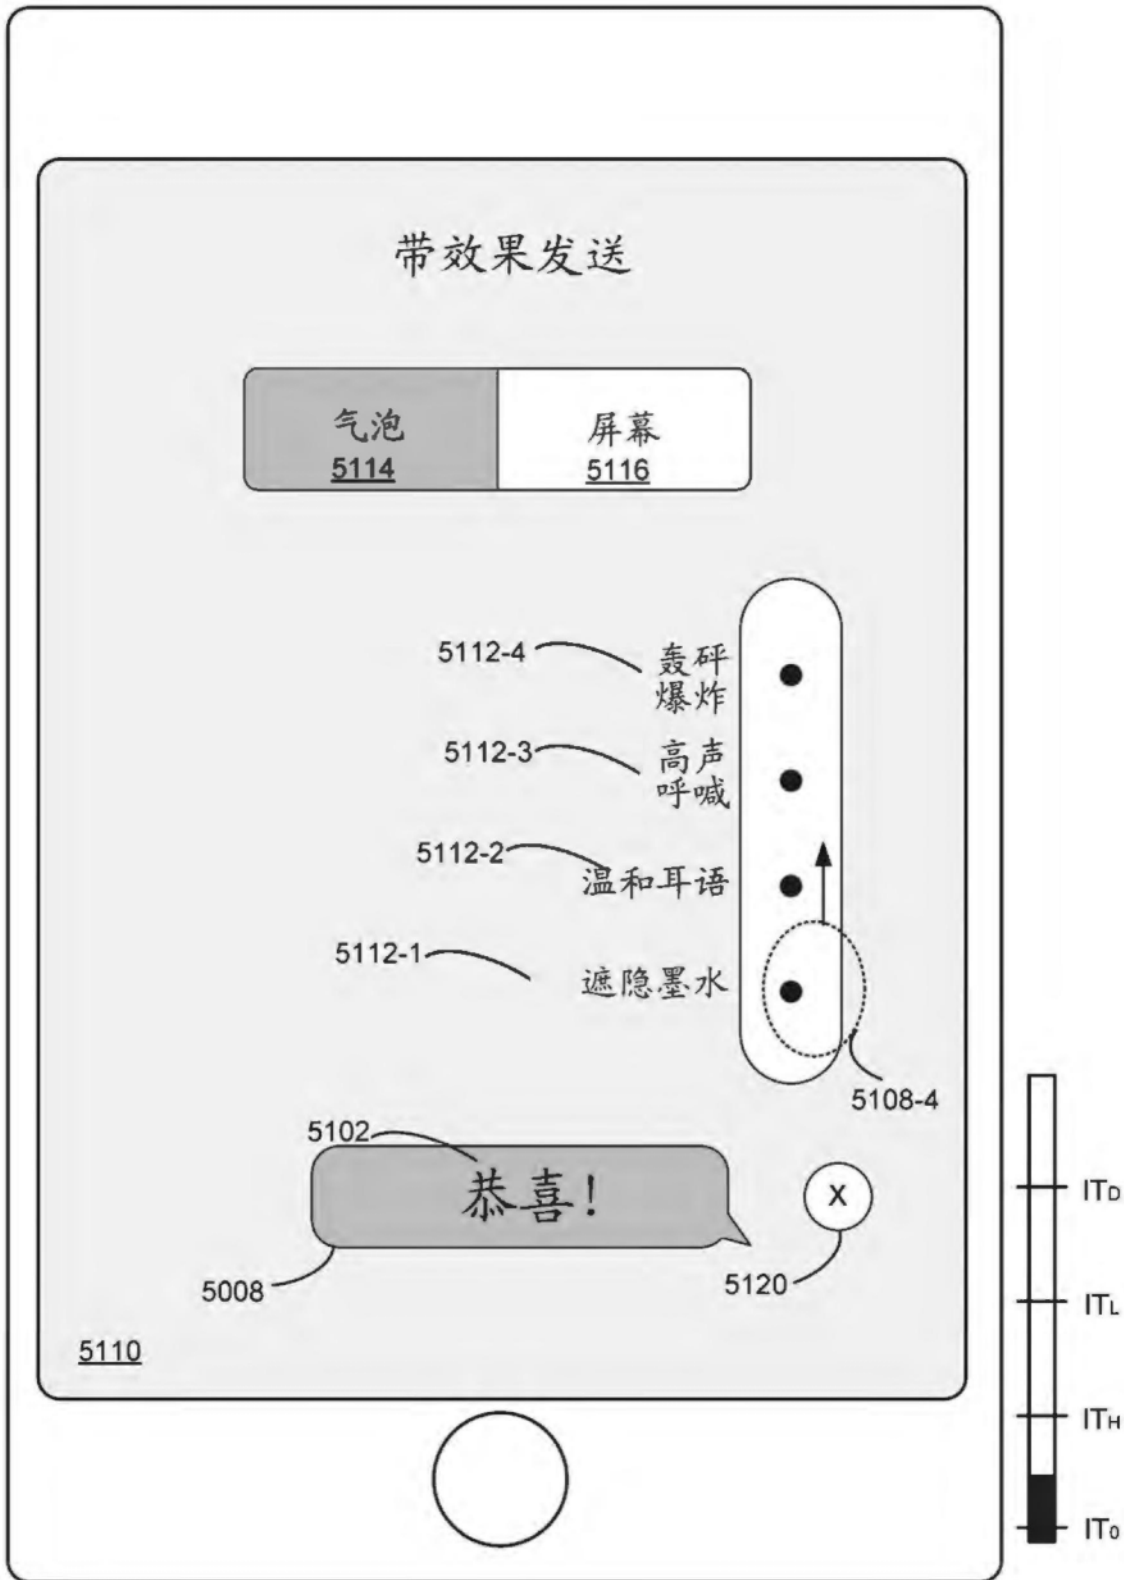 带效果发送
气泡
5114
屏幕
5116
5112-4
轰砰
爆炸
5112-3
高声
呼喊
5112-2
温和耳语
5112-1
遮隐墨水
5108-4
5102
恭喜!
X
5008
5120
5110
ITD
ITL
ITH
IT0